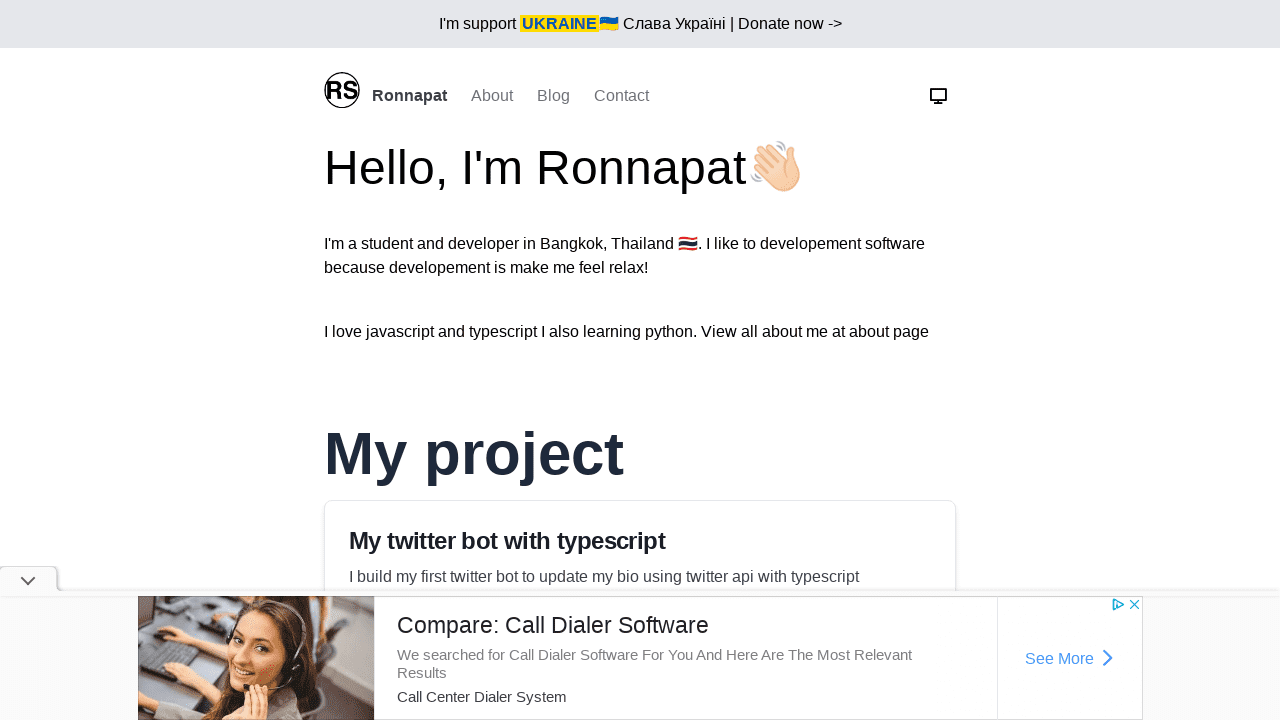 I'm support UKRAINE🇺🇦 Слава Україні | Donate now ->
RS Ronnapat About Blog Contact
Hello, I'm Ronnapat👋🏻
I'm a student and developer in Bangkok, Thailand 🇹🇭. I like to developement software
because developement is make me feel relax!
I love javascript and typescript I also learning python. View all about me at about page
My project
My twitter bot with typescript
I build my first twitter bot to update my bio using twitter api with typescript
Compare: Call Dialer Software
We searched for Call Dialer Software For You And Here Are The Most Relevant
Results
Call Center Dialer System
See More